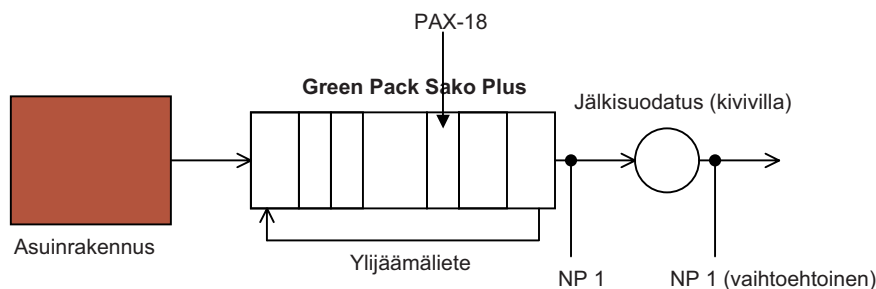 PAX-18
Green Pack Sako Plus
Jälkisuodatus (kivivilla)
Asuinrakennus
Ylijäämäliete
NP 1
NP 1 (vaihtoehtoinen)